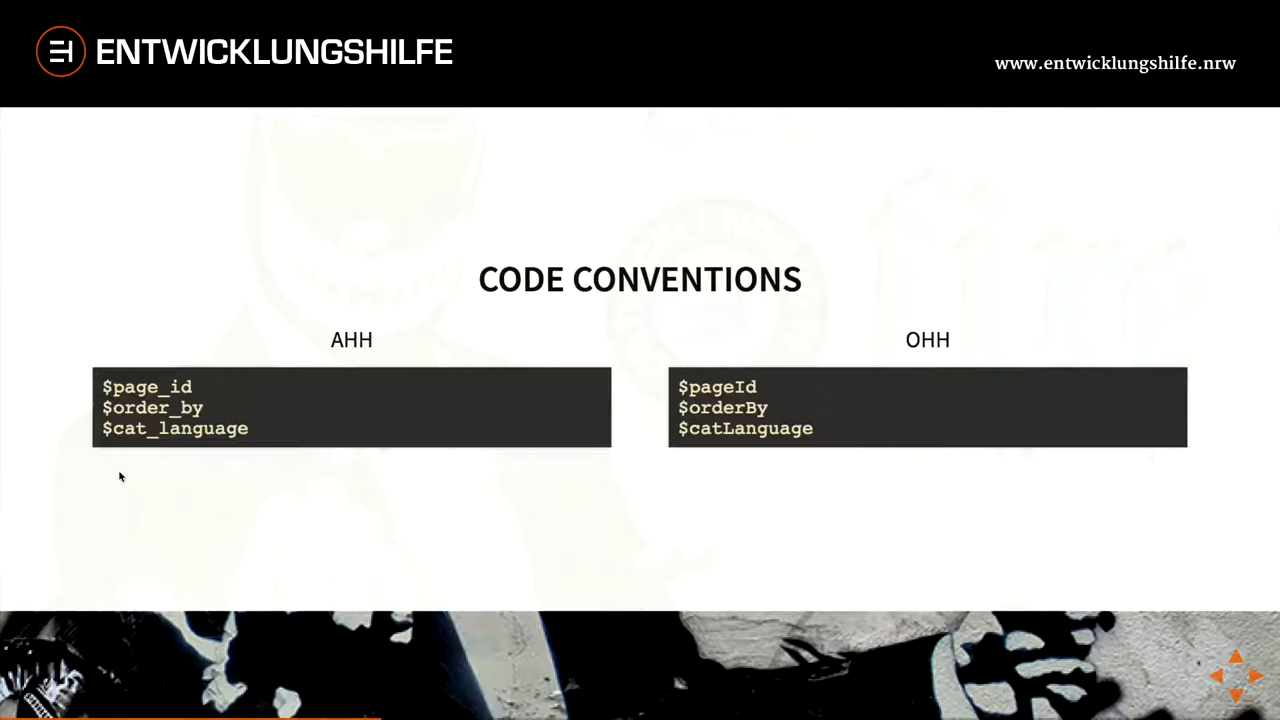 ENTWICKLUNGSHILFE
www.entwicklungshilfe.nrw
CODE CONVENTIONS
AHH
$page_id
$order_by
$cat_language
OHH
$pageId
$orderBy
$catLanguage